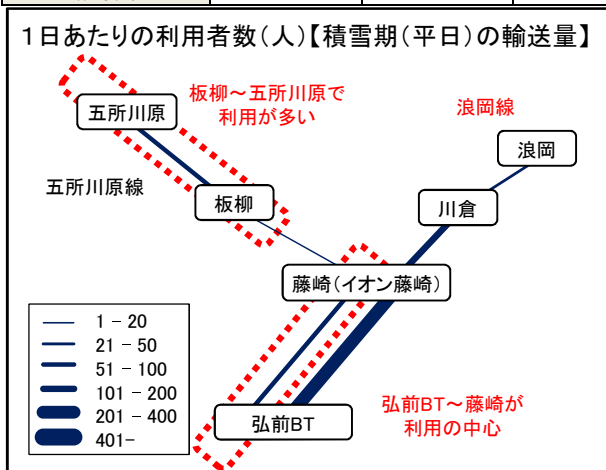 1日あたりの利用者数(人)【積雪期(平日)の輸送量】
五所川原
板柳～五所川原で
利用が多い
浪岡線
浪岡
五所川原線
板柳
川倉
藤崎(イオン藤崎)
1 － 20
21 － 50
51 － 100
101 － 200
201 － 400
401－
弘前BT
弘前BT～藤崎が
利用の中心